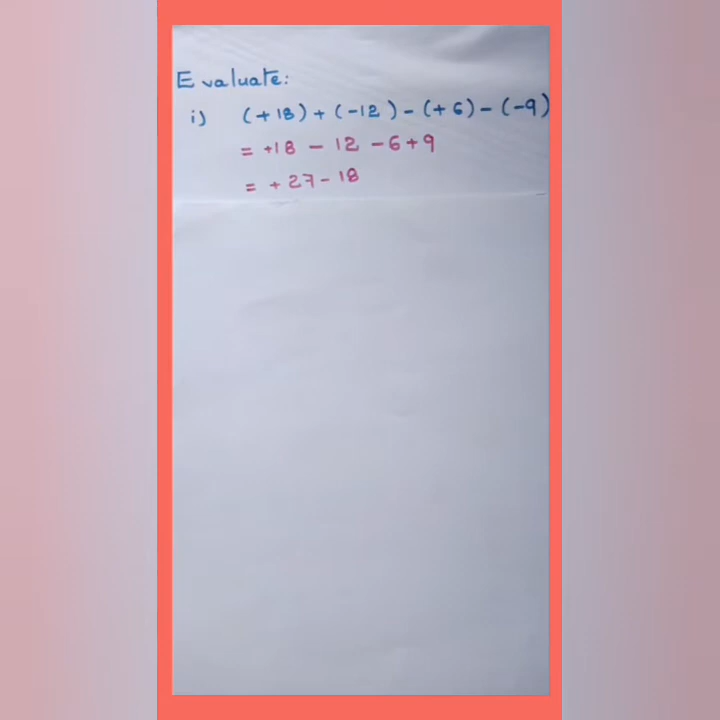 Evaluate:
i) (+18) + (-12) - (+6) - (-9)
= +18 - 12 - 6 + 9
= +27 - 18